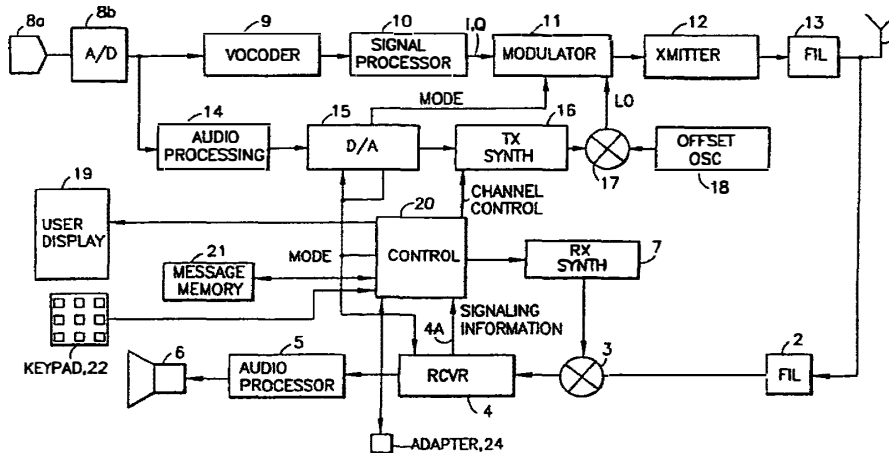 8a
8b
A/D
9
VOCODER
10
SIGNAL
PROCESSOR
I,Q
11
MODULATOR
12
XMITTER
13
FIL
MODE
LO
14
AUDIO
PROCESSING
15
D/A
16
TX
SYNTH
17
OFFSET
OSC
18
19
USER
DISPLAY
20
CONTROL
CHANNEL
CONTROL
MODE
21
MESSAGE
MEMORY
RX
SYNTH
7
KEYPAD,22
SIGNALING
INFORMATION
4A
6
5
AUDIO
PROCESSOR
RCVR
4
3
2
FIL
ADAPTER,24